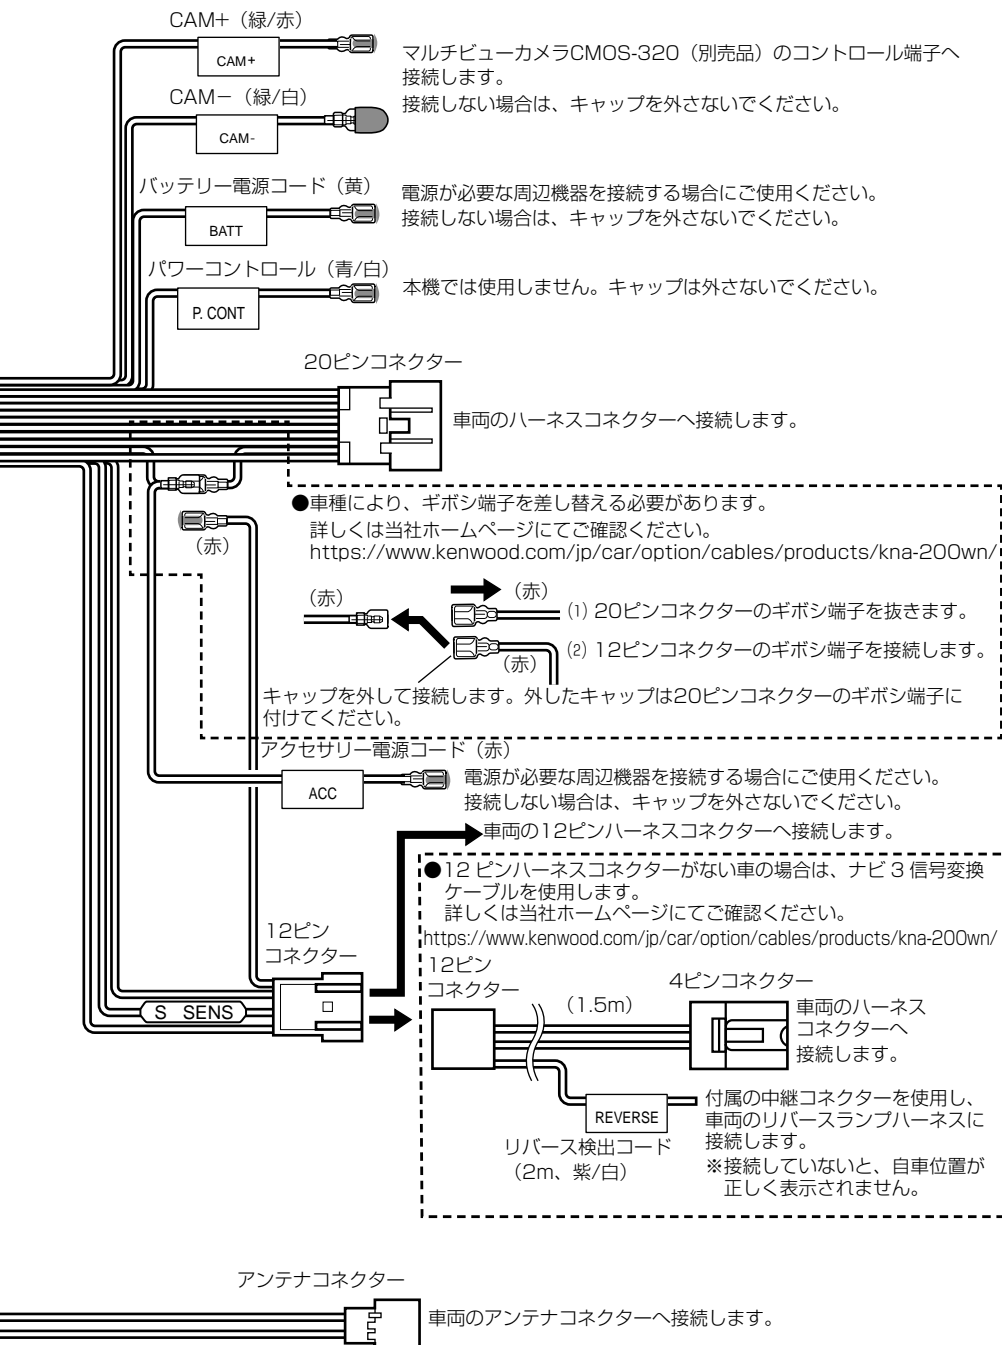 CAM+（緑/赤）
CAM+
マルチビューカメラCMOS-320（別売品）のコントロール端子へ
接続します。
接続しない場合は、キャップを外さないでください。
CAM－（緑/白）
CAM-
バッテリー電源コード（黄）
BATT
電源が必要な周辺機器を接続する場合にご使用ください。
接続しない場合は、キャップを外さないでください。
パワーコントロール（青/白）
P. CONT
本機では使用しません。キャップは外さないでください。
20ピンコネクター
車両のハーネスコネクターへ接続します。
●車種により、ギボシ端子を差し替える必要があります。
詳しくは当社ホームページにてご確認ください。
https://www.kenwood.com/jp/car/option/cables/products/kna-200wn/
（赤）
（赤）
（赤）
⑴ 20ピンコネクターのギボシ端子を抜きます。
⑵ 12ピンコネクターのギボシ端子を接続します。
（赤）
キャップを外して接続します。外したキャップは20ピンコネクターのギボシ端子に
付けてください。
アクセサリー電源コード（赤）
ACC
電源が必要な周辺機器を接続する場合にご使用ください。
接続しない場合は、キャップを外さないでください。
車両の12ピンハーネスコネクターへ接続します。
●12 ピンハーネスコネクターがない車の場合は、ナビ 3 信号変換
ケーブルを使用します。
詳しくは当社ホームページにてご確認ください。
https://www.kenwood.com/jp/car/option/cables/products/kna-200wn/
12ピン
コネクター
S SENS
12ピン
コネクター
（1.5m）
4ピンコネクター
車両のハーネス
コネクターへ
接続します。
REVERSE
リバース検出コード
（2m、紫/白）
付属の中継コネクターを使用し、
車両のリバースランプハーネスに
接続します。
※接続していないと、自車位置が
正しく表示されません。
アンテナコネクター
車両のアンテナコネクターへ接続します。